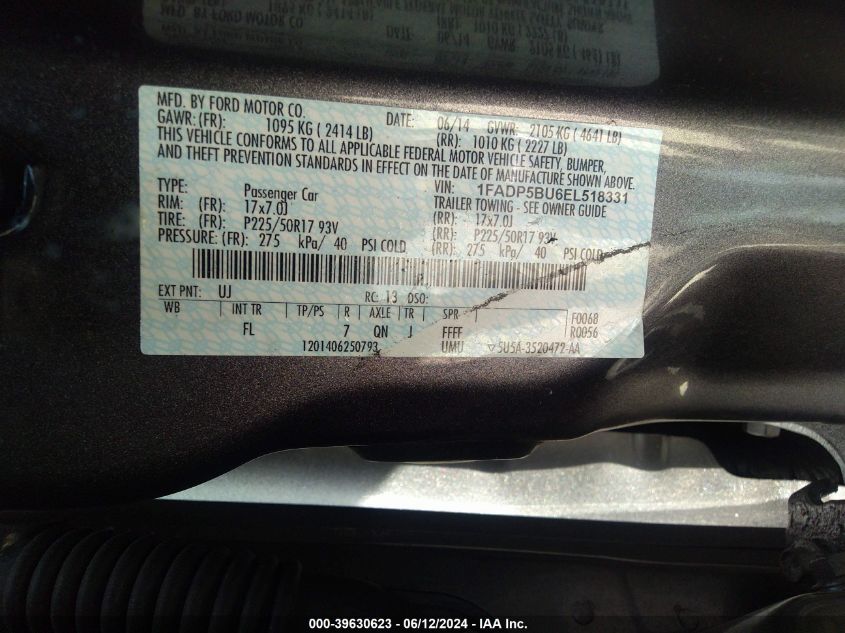 MFD. BY FORD MOTOR CO.
DATE: 06/14 GVWR: 2105 KG ( 4641 LB)
GAWR: (FR): 1095 KG ( 2414 LB) (RR): 1010 KG ( 2227 LB)
THIS VEHICLE CONFORMS TO ALL APPLICABLE FEDERAL MOTOR VEHICLE SAFETY, BUMPER,
AND THEFT PREVENTION STANDARDS IN EFFECT ON THE DATE OF MANUFACTURE SHOWN ABOVE.
VIN: 1FADP5BU6EL518331
TYPE: Passenger Car TRAILER TOWING - SEE OWNER GUIDE
RIM: (FR): 17x7.0J (RR): 17x7.0J
TIRE: (FR): P225/50R17 93V (RR): P225/50R17 93V
PRESSURE: (FR): 275 kPa/ 40 PSI COLD (RR): 275 kPa/ 40 PSI COLD
EXT PNT: UJ RC: 13 DSO:
WB INT TR TP/PS R AXLE TR SPR F0068
FL 7 QN J FFFF R0056
1201406250793 UMU 5U5A-3520472-AA
000-39630623 - 06/12/2024 - IAA Inc.